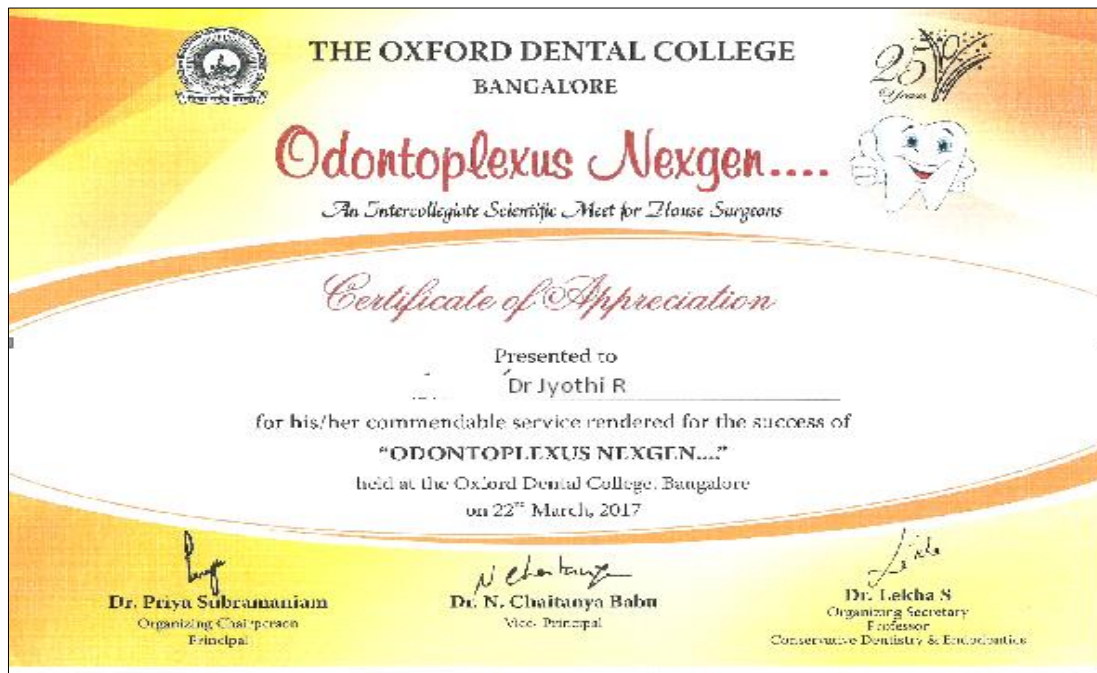 THE OXFORD DENTAL COLLEGE
BANGALORE
25
Years
Odontoplexus Nexgen....
An Intercollegiate Scientific Meet for House Surgeons
Certificate of Appreciation
Presented to
Dr Jyothi R
for his/her commendable service rendered for the success of
"ODONTOPLEXUS NEXGEN...."
held at the Oxford Dental College, Bangalore
on 22nd March, 2017
Dr. Priya Subramaniam
Organizing Chairperson
Principal
N Chaitanya
Dr. N. Chaitanya Babu
Vice- Principal
Dr. Lekha S
Organizing Secretary
Professor
Conservative Dentistry & Endodontics